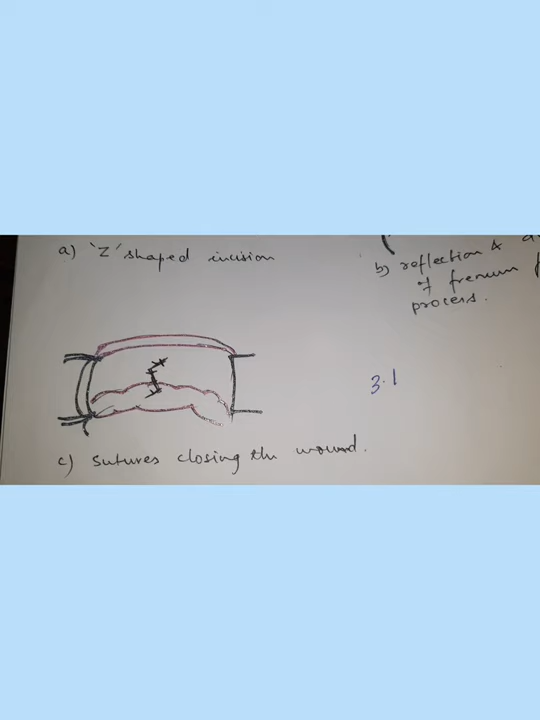 a) 'Z' shaped incision
b) reflection &
of frenum
process.
3.1
c) Sutures closing the wound.